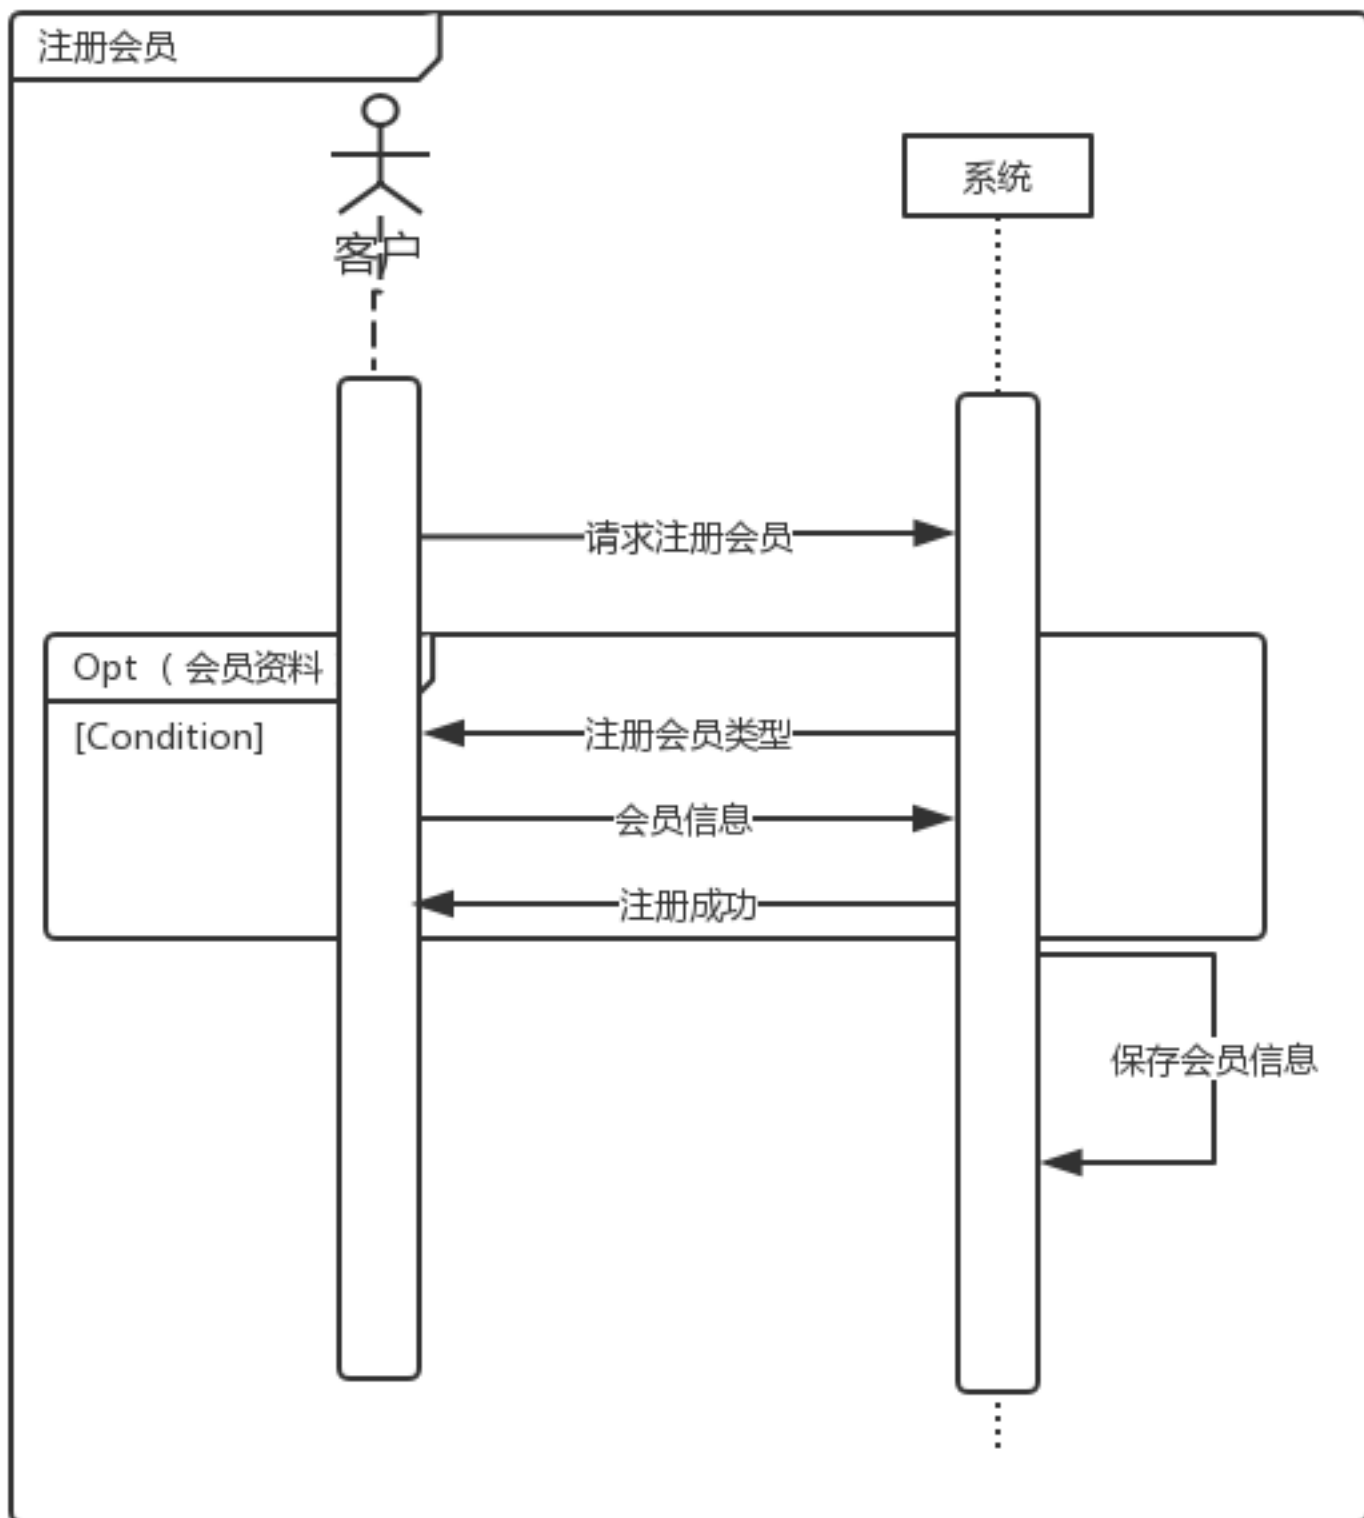 注册会员
系统
客户
请求注册会员
Opt （ 会员资料
[Condition]
注册会员类型
会员信息
注册成功
保存会员信息